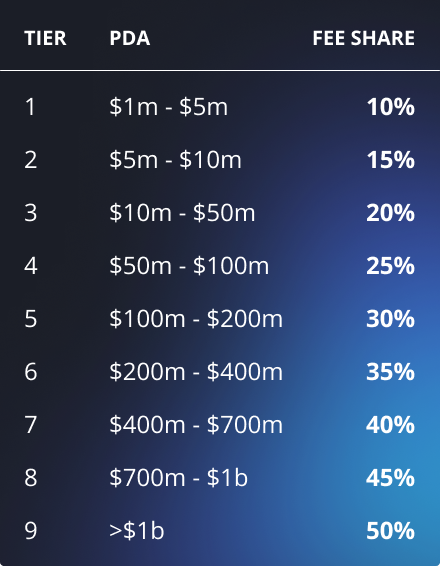 TIER PDA FEE SHARE
1 $1m - $5m 10%
2 $5m - $10m 15%
3 $10m - $50m 20%
4 $50m - $100m 25%
5 $100m - $200m 30%
6 $200m - $400m 35%
7 $400m - $700m 40%
8 $700m - $1b 45%
9 >$1b 50%